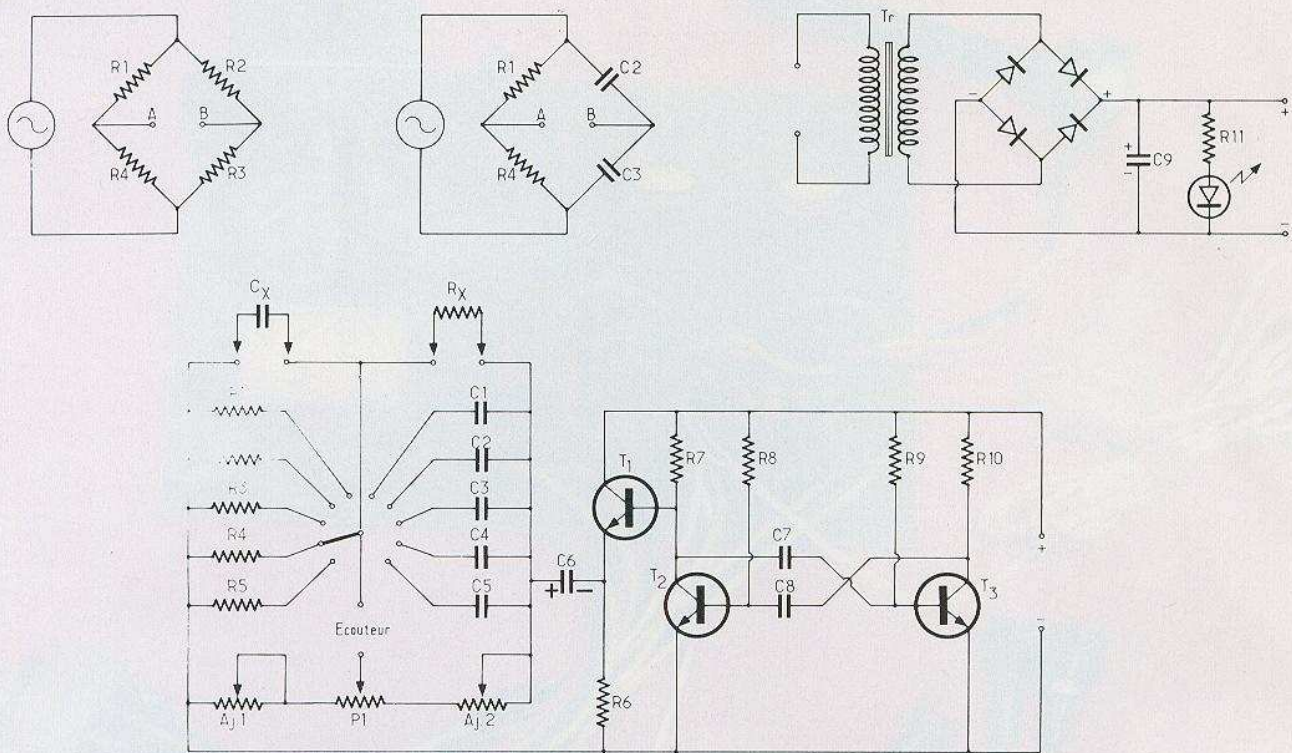 R1
R2
A
B
R4
R3
R1
C2
A
B
R4
C3
Tr
-
+
+
+
-
C9
R11
-
CX
RX
C1
C2
R3
C3
R4
C4
R5
C5
C6
+
-
Ecouteur
Aj.1
P1
Aj.2
T1
R7
R8
R9
R10
C7
C8
T2
T3
R6
+
-